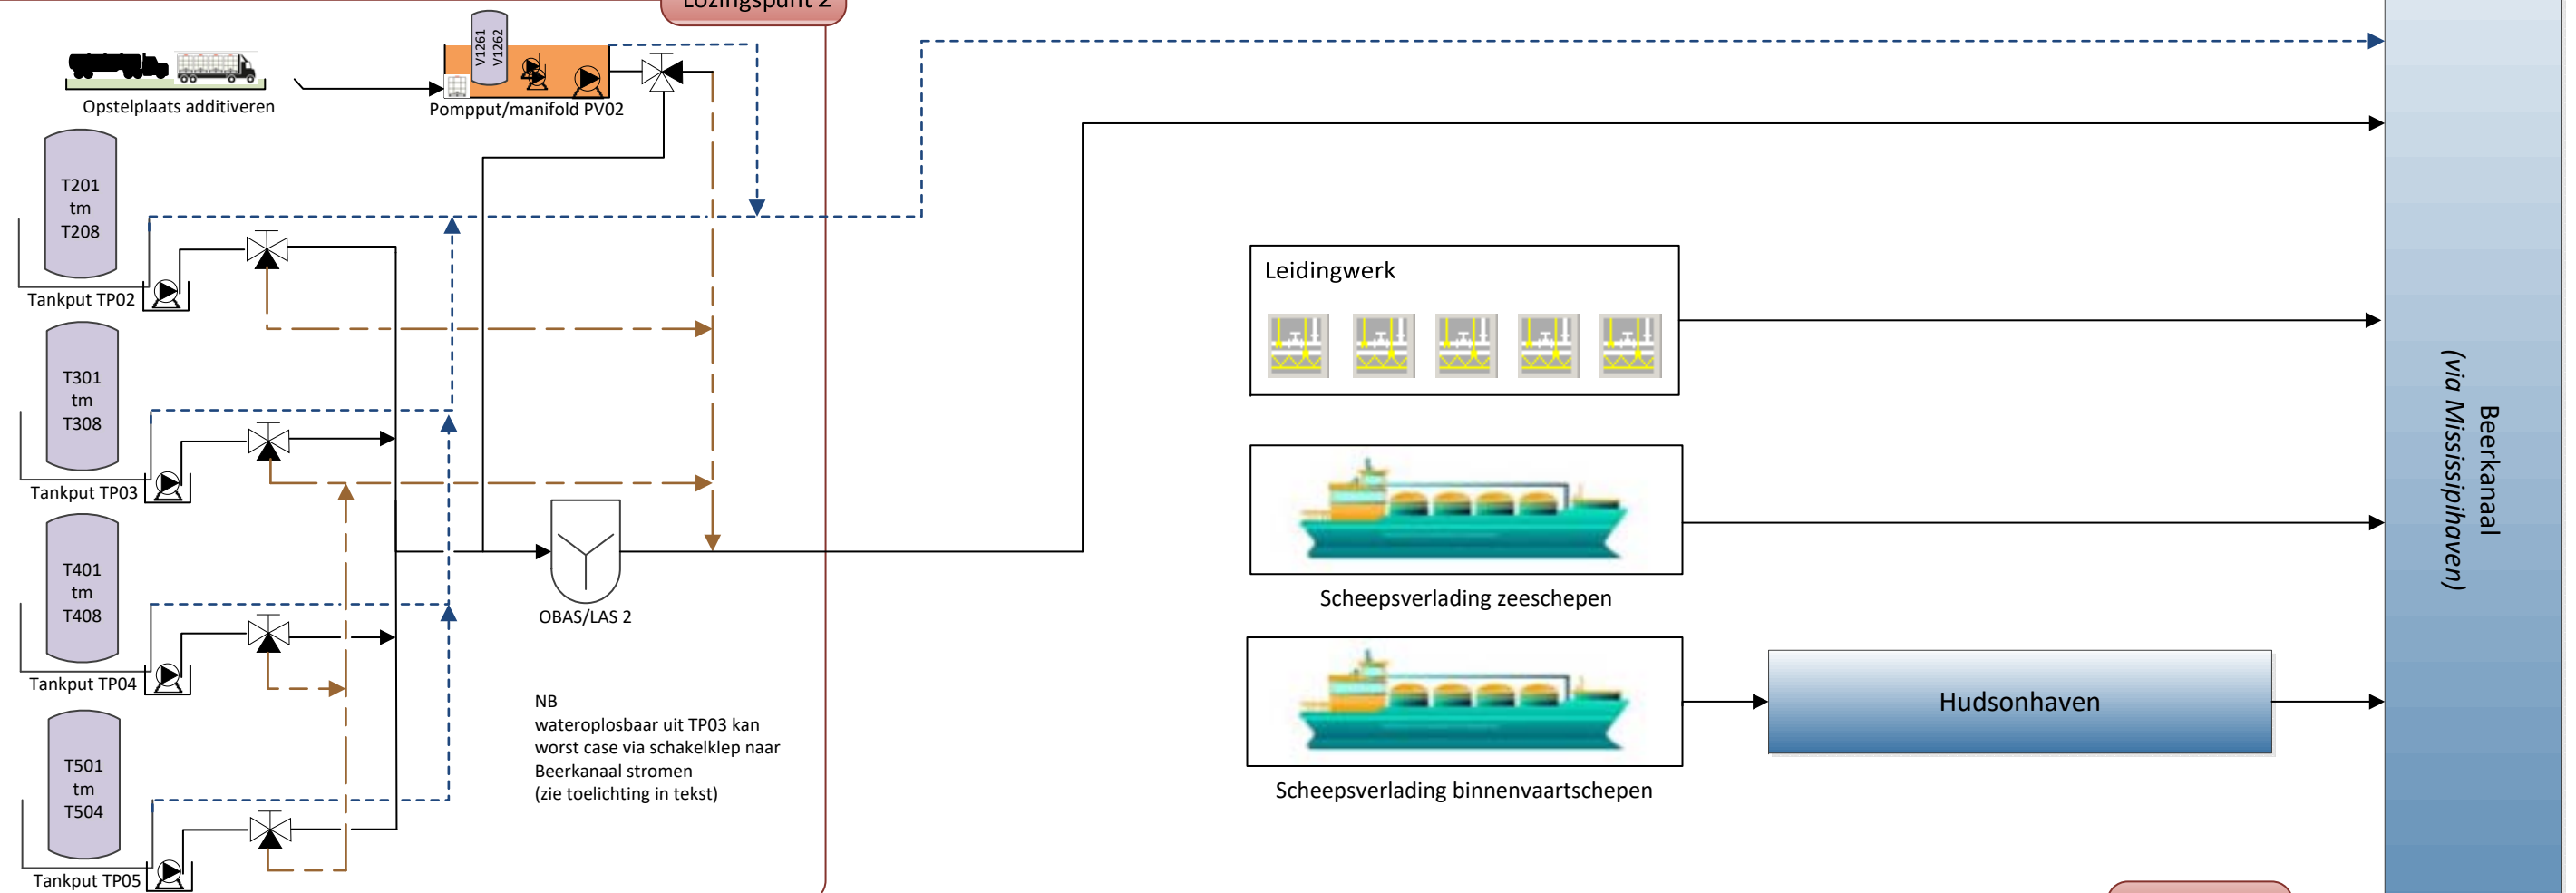 Lozingspunt 2
V1261
V1262
Opstelplaats additiveren
Pompput/manifold PV02
T201
tm
T208
Tankput TP02
T301
tm
T308
Tankput TP03
T401
tm
T408
Tankput TP04
T501
tm
T504
Tankput TP05
OBAS/LAS 2
NB
wateroplosbaar uit TP03 kan
worst case via schakelklep naar
Beerkanaal stromen
(zie toelichting in tekst)
Leidingwerk
Scheepsverlading zeeschepen
Scheepsverlading binnenvaartschepen
Hudsonhaven
Beerkanaal
(via Mississipihaven)